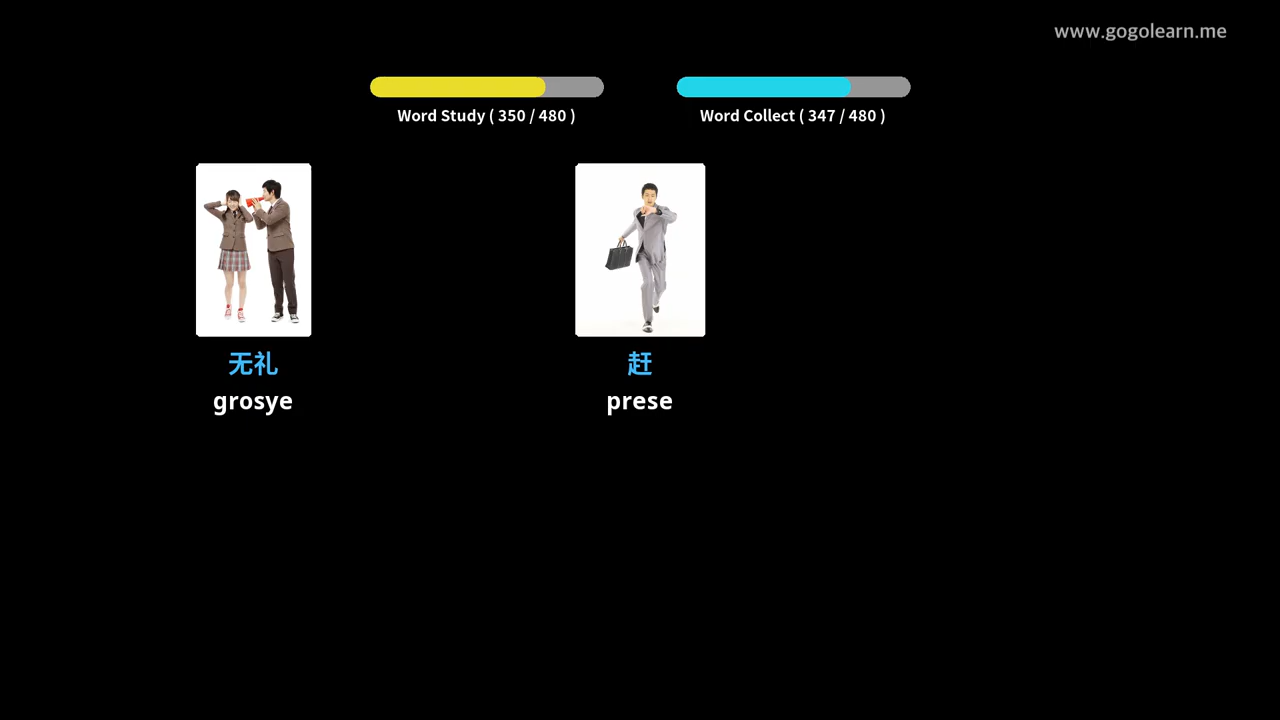 www.gogolearn.me
Word Study ( 350 / 480 )
Word Collect ( 347 / 480 )
无礼
grosye
赶
prese